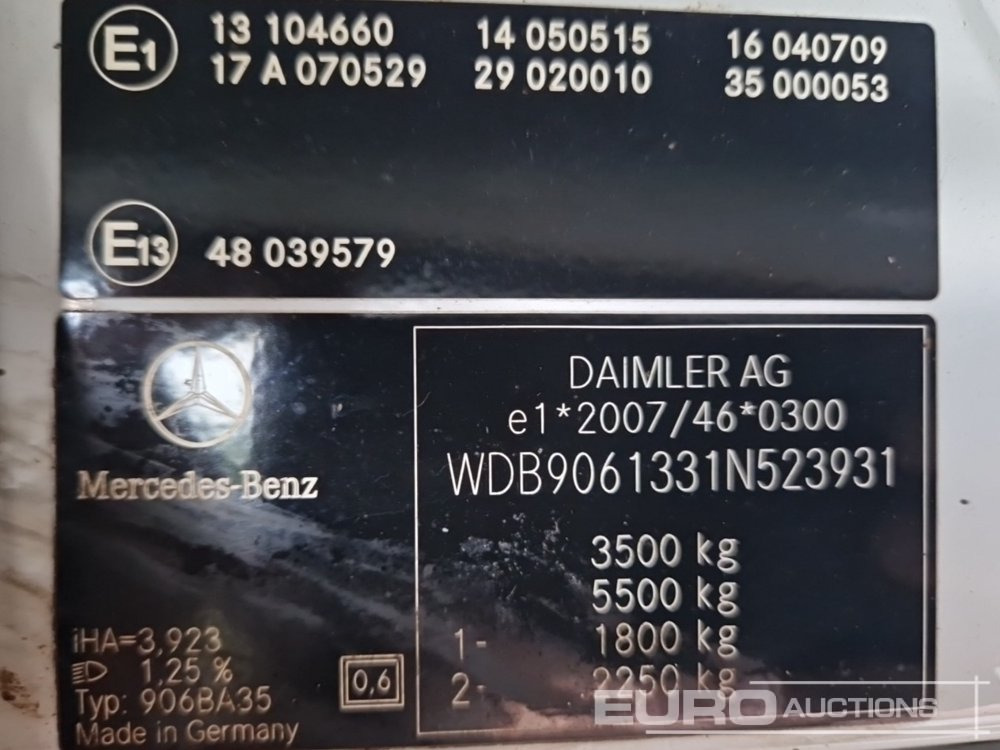 E1 13 104660 14 050515 16 040709
17 A 070529 29 020010 35 000053
E13 48 039579
Mercedes-Benz
DAIMLER AG
e1*2007/46*0300
WDB9061331N523931
3500 kg
5500 kg
1- 1800 kg
2- 2250 kg
iHA=3,923
1,25 %
Typ: 906BA35
Made in Germany
0,6
EURO AUCTIONS